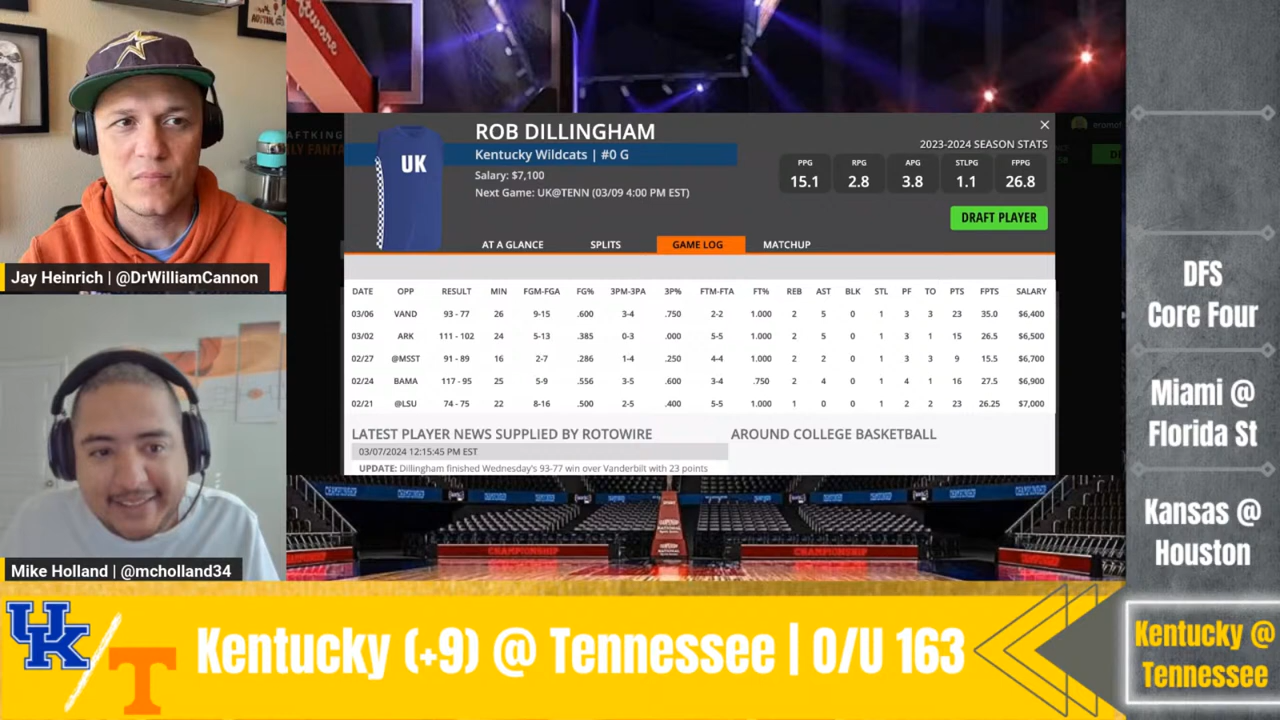 AUSTIN,
ftware
AFTKING
ILY FANTA
ROB DILLINGHAM
Kentucky Wildcats | #0 G
Salary: $7,100
Next Game: UK@TENN (03/09 4:00 PM EST)
UK
2023-2024 SEASON STATS
PPG RPG APG STLPG FPPG
15.1 2.8 3.8 1.1 26.8
DRAFT PLAYER
AT A GLANCE SPLITS GAME LOG MATCHUP
DATE OPP RESULT MIN FGM-FGA FG% 3PM-3PA 3P% FTM-FTA FT% REB AST BLK STL PF TO PTS FPTS SALARY
03/06 VAND 93 - 77 26 9-15 .600 3-4 .750 2-2 1.000 2 5 0 1 3 3 23 35.0 $6,400
03/02 ARK 111 - 102 24 5-13 .385 0-3 .000 5-5 1.000 2 5 0 1 3 1 15 26.5 $6,500
02/27 @MSST 91 - 89 16 2-7 .286 1-4 .250 4-4 1.000 2 2 0 1 3 3 9 15.5 $6,700
02/24 BAMA 117 - 95 25 5-9 .556 3-5 .600 3-4 .750 2 4 0 1 4 1 16 27.5 $6,900
02/21 @LSU 74 - 75 22 8-16 .500 2-5 .400 5-5 1.000 1 0 0 1 2 2 23 26.25 $7,000
LATEST PLAYER NEWS SUPPLIED BY ROTOWIRE
03/07/2024 12:15:45 PM EST
UPDATE: Dillingham finished Wednesday's 93-77 win over Vanderbilt with 23 points
AROUND COLLEGE BASKETBALL
Jay Heinrich | @DrWilliamCannon
Mike Holland | @mcholland34
CHAMPIONSHIP
CHAMPIONSHIP
UK
T
Kentucky (+9) @ Tennessee | O/U 163
DFS
Core Four
Miami @
Florida St
Kansas @
Houston
Kentucky @
Tennessee